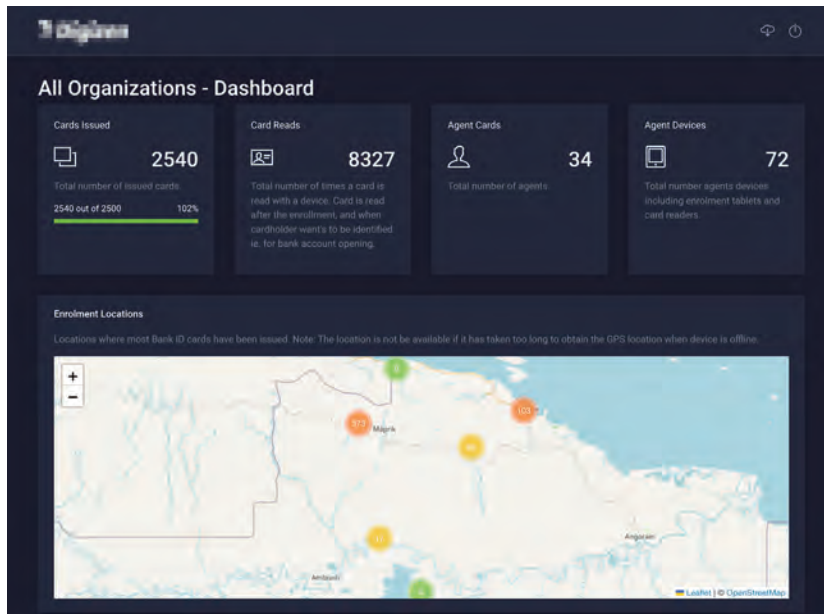 All Organizations - Dashboard
Cards Issued
2540
Total number of issued cards.
2540 out of 2500 102%
Card Reads
8327
Total number of times a card is
read with a device. Card is read
after the enrollment, and when
cardholder want's to be identified
ie. for bank account opening.
Agent Cards
34
Total number of agents.
Agent Devices
72
Total number agents devices
including enrolment tablets and
card readers.
Enrolment Locations
Locations where most Bank ID cards have been issued. Note: The location is not be available if it has taken too long to obtain the GPS location when device is offline.
+
−
103
Maprik
Angoram
Ambunti
Leaflet | © OpenStreetMap